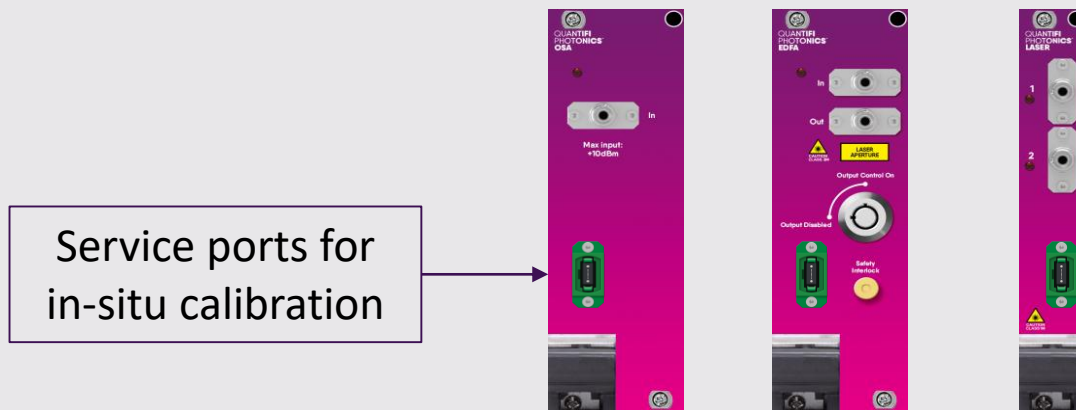 Service ports for
in-situ calibration
QUANTIFI
PHOTONICS
OSA
In
Max input:
+10dBm
QUANTIFI
PHOTONICS
EDFA
In
Out
LASER
APERTURE
Output Control On
Output Disabled
Safety
Interlock
QUANTIFI
PHOTONICS
LASER
1
2